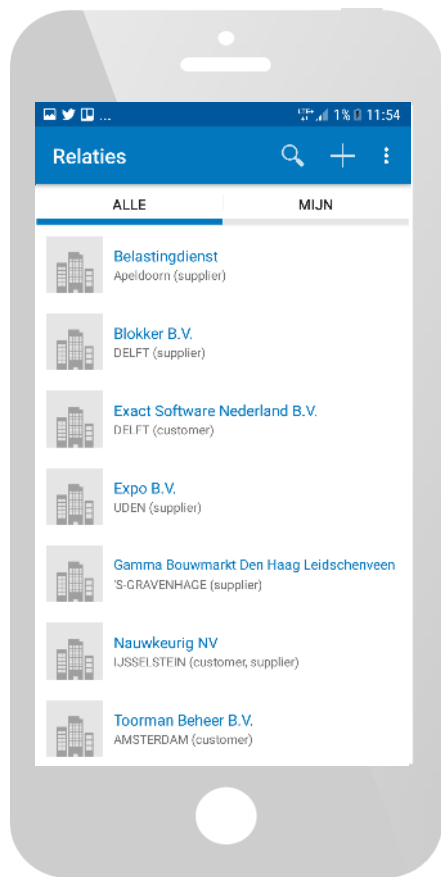 ... LTE+ 1% 11:54
Relaties
ALLE MIJN
Belastingdienst
Apeldoorn (supplier)
Blokker B.V.
DELFT (supplier)
Exact Software Nederland B.V.
DELFT (customer)
Expo B.V.
UDEN (supplier)
Gamma Bouwmarkt Den Haag Leidschenveen
'S-GRAVENHAGE (supplier)
Nauwkeurig NV
IJSSELSTEIN (customer, supplier)
Toorman Beheer B.V.
AMSTERDAM (customer)